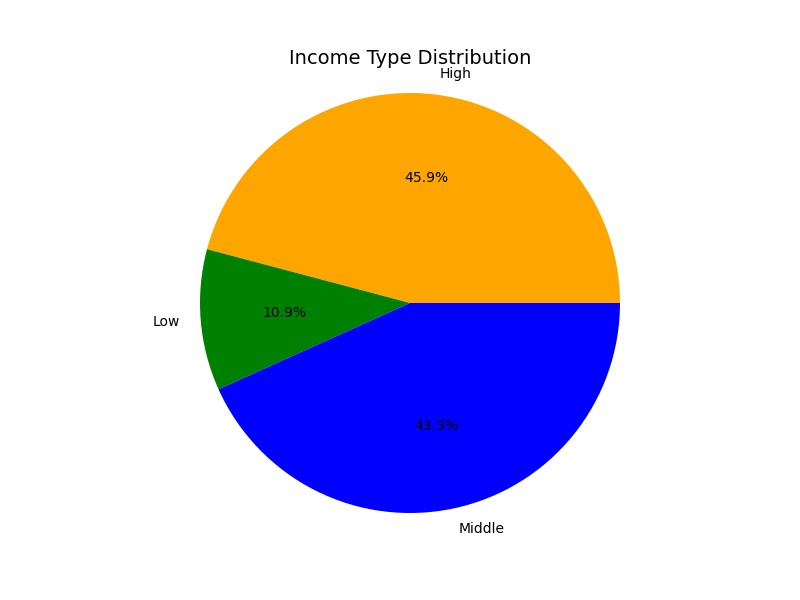 Income Type Distribution
High
45.9%
10.9%
Low
43.3%
Middle